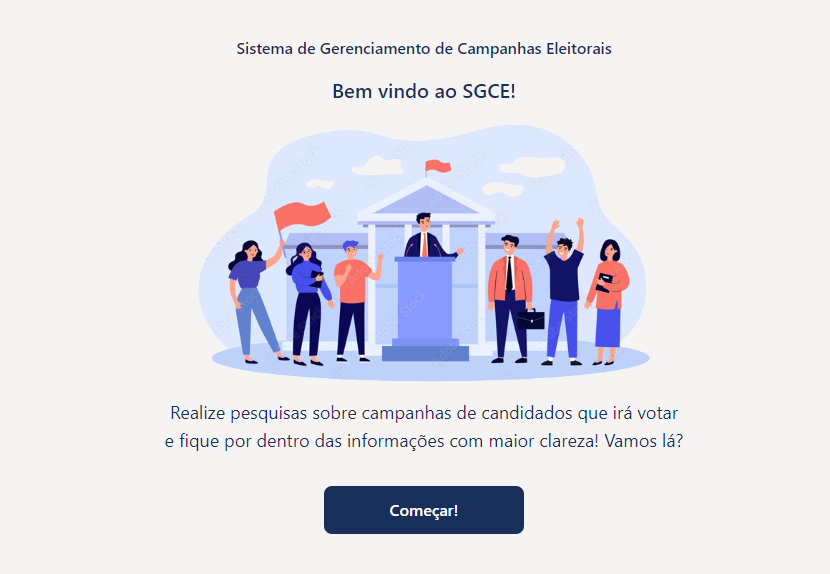 Sistema de Gerenciamento de Campanhas Eleitorais
Bem vindo ao SGCE!
Realize pesquisas sobre campanhas de candidados que irá votar
e fique por dentro das informações com maior clareza! Vamos lá?
Começar!